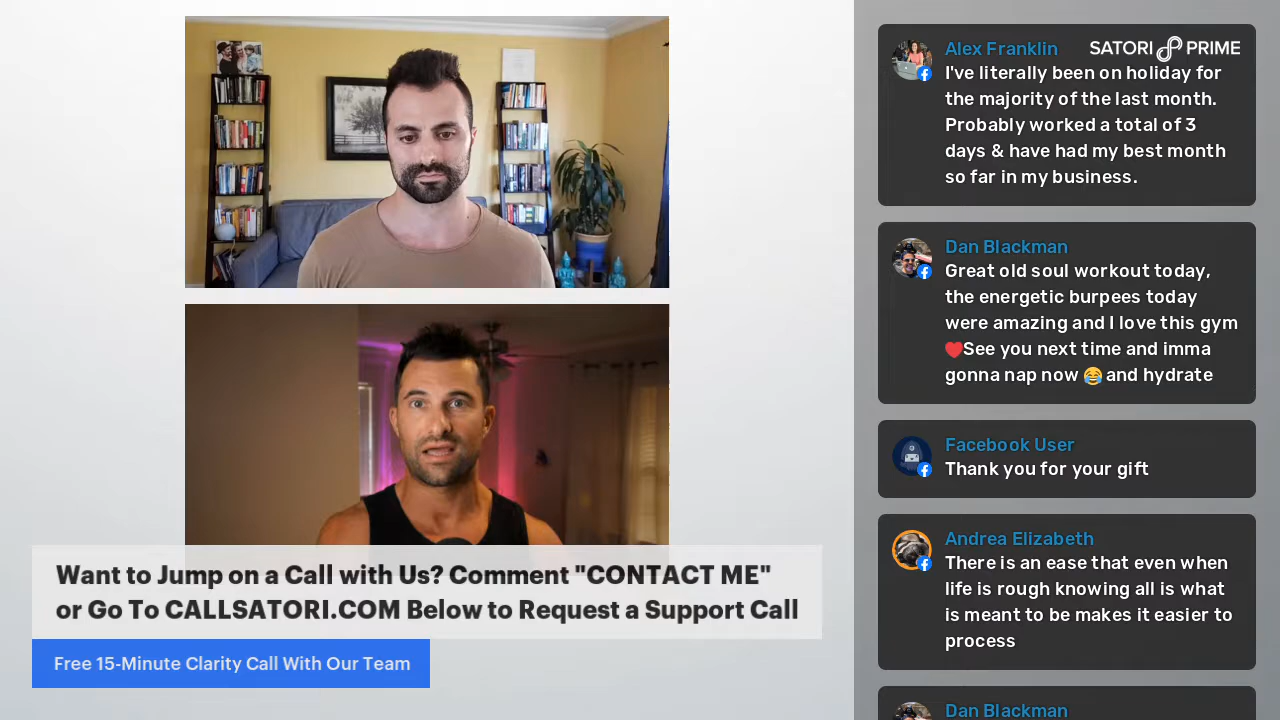 Want to Jump on a Call with Us? Comment "CONTACT ME"
or Go To CALLSATORI.COM Below to Request a Support Call
Free 15-Minute Clarity Call With Our Team
SATORI PRIME
Alex Franklin
I've literally been on holiday for
the majority of the last month.
Probably worked a total of 3
days & have had my best month
so far in my business.
Dan Blackman
Great old soul workout today,
the energetic burpees today
were amazing and I love this gym
❤️See you next time and imma
gonna nap now 😂 and hydrate
Facebook User
Thank you for your gift
Andrea Elizabeth
There is an ease that even when
life is rough knowing all is what
is meant to be makes it easier to
process
Dan Blackman